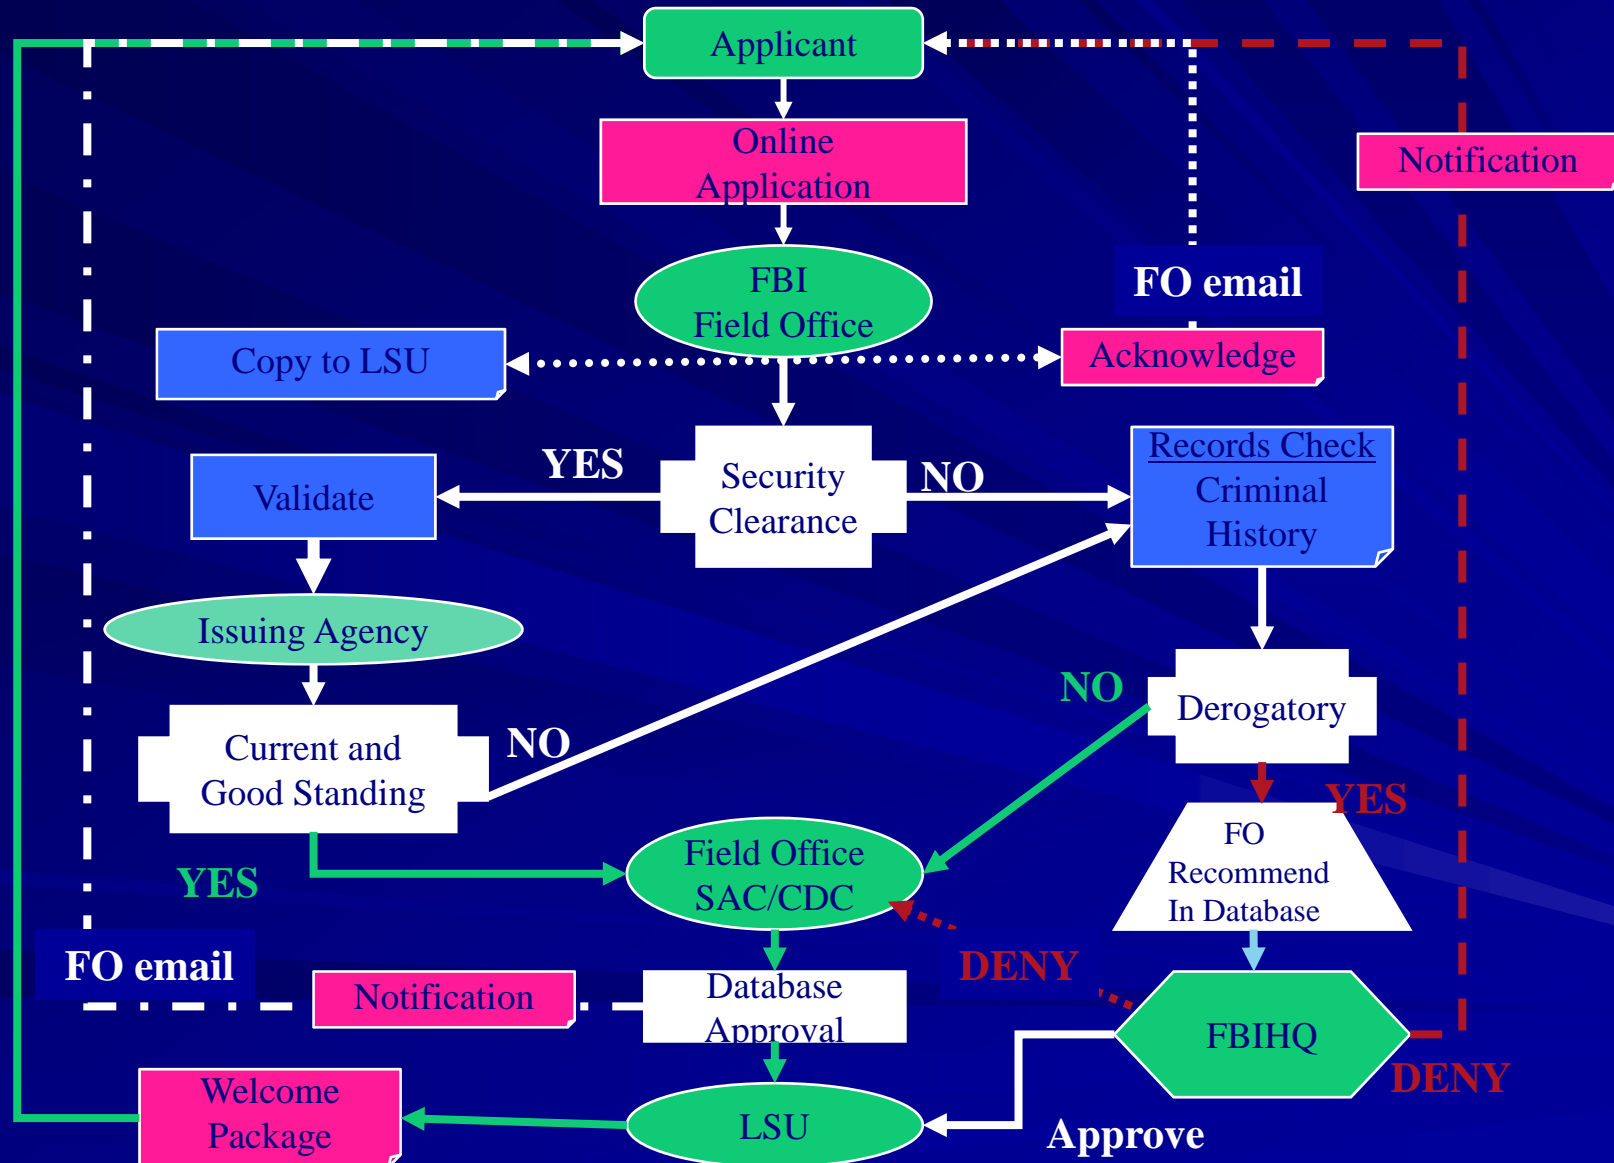 Applicant
Online
Application
Notification
FBI
Field Office
FO email
Copy to LSU
Acknowledge
YES
Security
Clearance
NO
Validate
Records Check
Criminal
History
Issuing Agency
NO
Derogatory
Current and
Good Standing
NO
YES
FO
Recommend
In Database
YES
Field Office
SAC/CDC
FO email
Notification
Database
Approval
DENY
FBIHQ
DENY
Welcome
Package
LSU
Approve